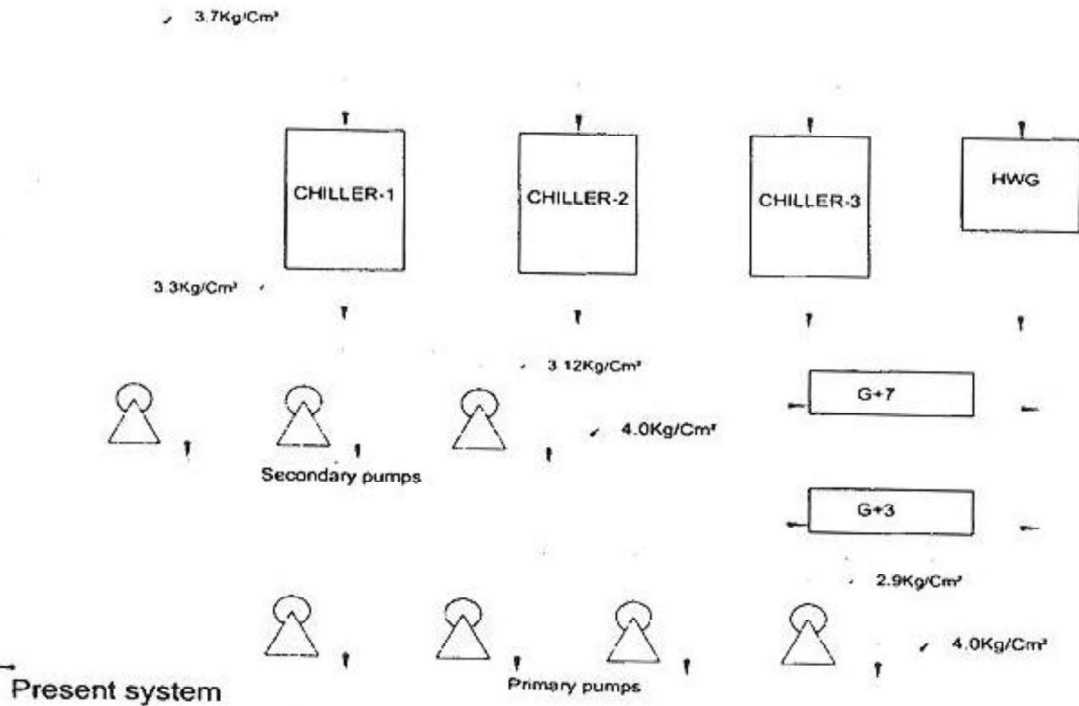 3.7Kg/Cm²
CHILLER-1
CHILLER-2
CHILLER-3
HWG
3.3Kg/Cm²
3.12Kg/Cm²
G+7
4.0Kg/Cm²
Secondary pumps
G+3
2.9Kg/Cm²
4.0Kg/Cm²
Primary pumps
Present system